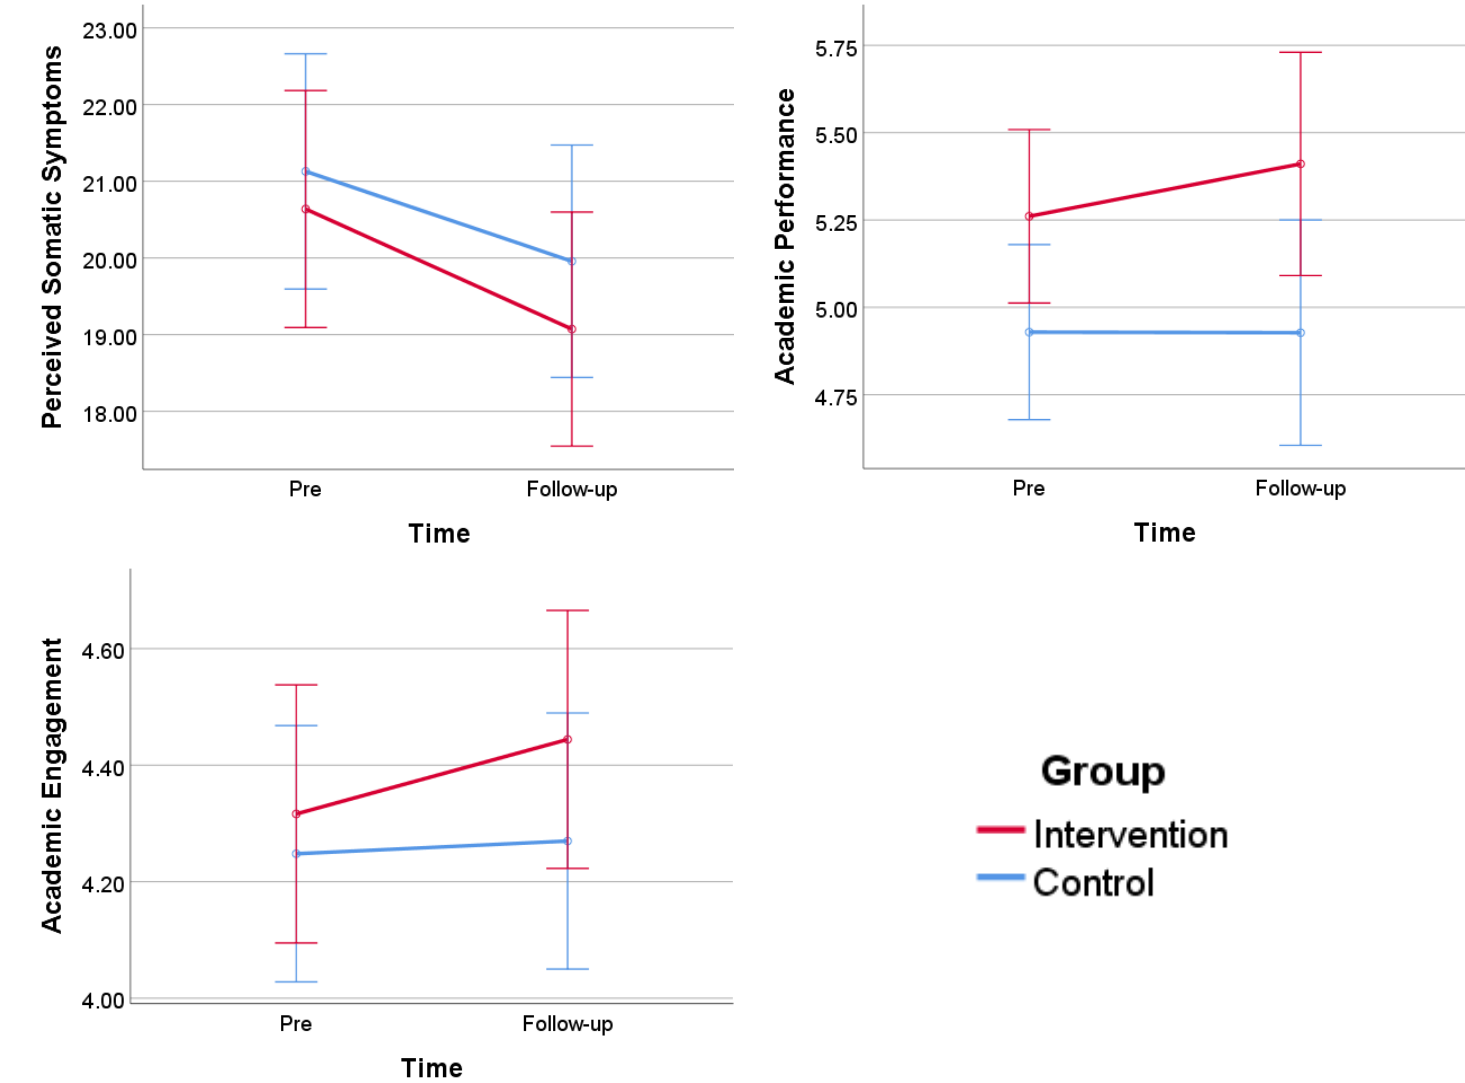 Perceived Somatic Symptoms
23.00
22.00
21.00
20.00
19.00
18.00
Pre Follow-up
Time
Academic Performance
5.75
5.50
5.25
5.00
4.75
Pre Follow-up
Time
Academic Engagement
4.60
4.40
4.20
4.00
Pre Follow-up
Time
Group
Intervention
Control